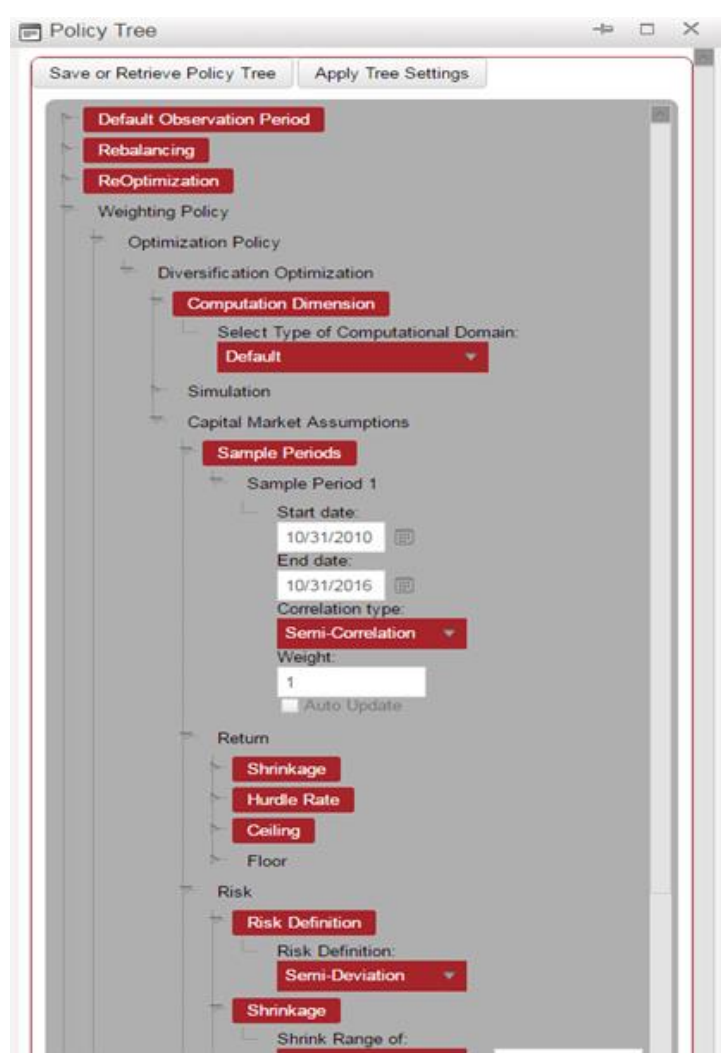 Policy Tree
Save or Retrieve Policy Tree
Apply Tree Settings
Default Observation Period
Rebalancing
ReOptimization
Weighting Policy
Optimization Policy
Diversification Optimization
Computation Dimension
Select Type of Computational Domain:
Default
Simulation
Capital Market Assumptions
Sample Periods
Sample Period 1
Start date:
10/31/2010
End date:
10/31/2016
Correlation type:
Semi-Correlation
Weight:
1
Auto Update
Return
Shrinkage
Hurdle Rate
Ceiling
Floor
Risk
Risk Definition
Risk Definition:
Semi-Deviation
Shrinkage
Shrink Range of: